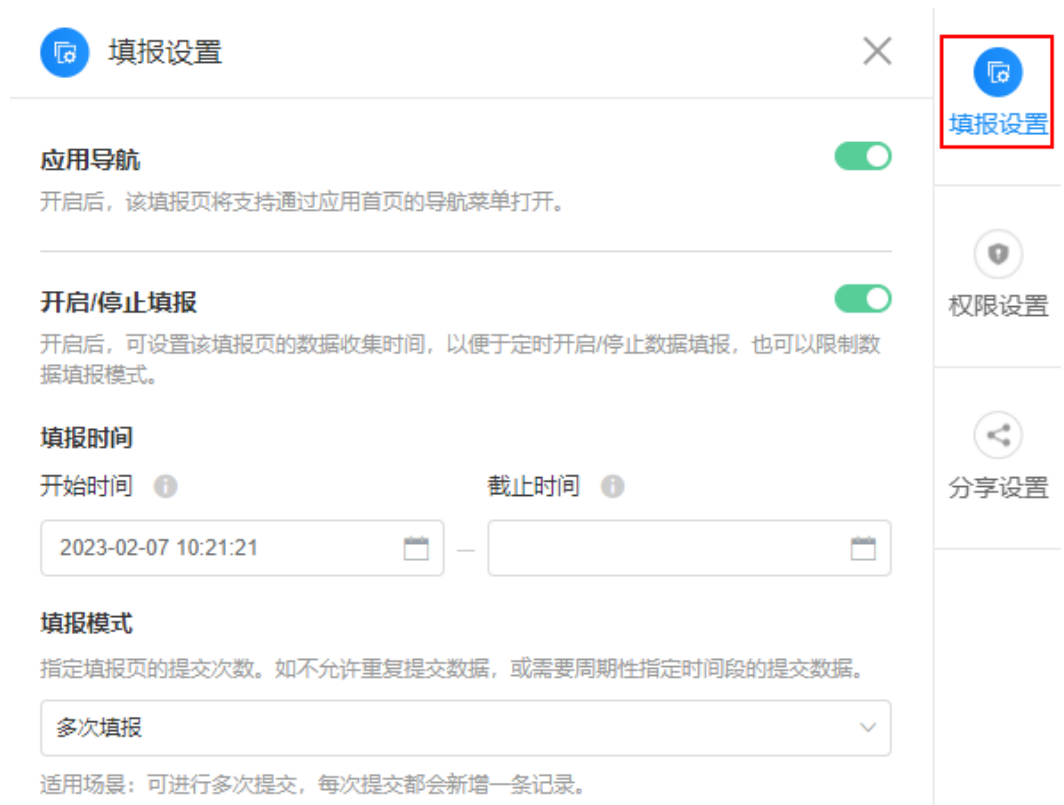 填报设置
填报设置
应用导航
开启后，该填报页将支持通过应用首页的导航菜单打开。
权限设置
开启/停止填报
开启后，可设置该填报页的数据收集时间，以便于定时开启/停止数据填报，也可以限制数
据填报模式。
填报时间
开始时间 截止时间
分享设置
2023-02-07 10:21:21 –
填报模式
指定填报页的提交次数。如不允许重复提交数据，或需要周期性指定时间段的提交数据。
多次填报
适用场景：可进行多次提交，每次提交都会新增一条记录。